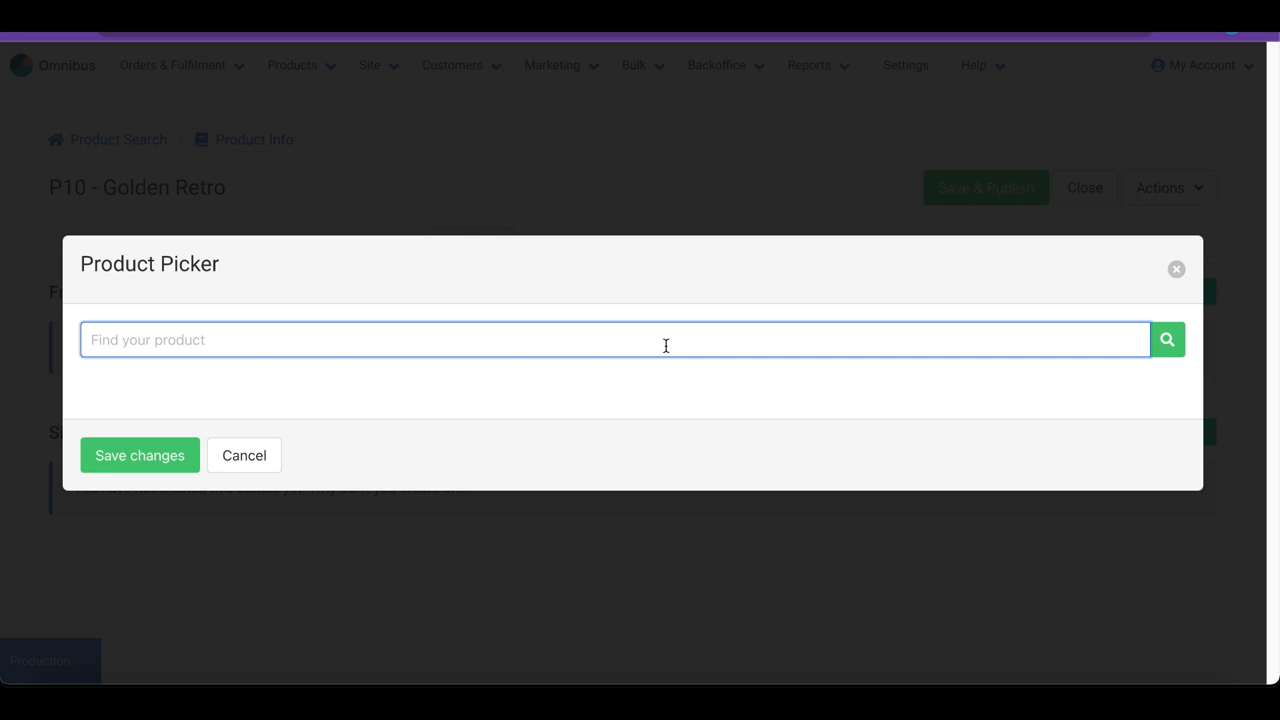 Omnibus Orders & Fulfilment Products Site Customers Marketing Bulk Backoffice Reports Settings Help My Account
Product Search / Product Info
P10 - Golden Retro
Save & Publish Close Actions
Product Picker
Find your product
Save changes Cancel
Production